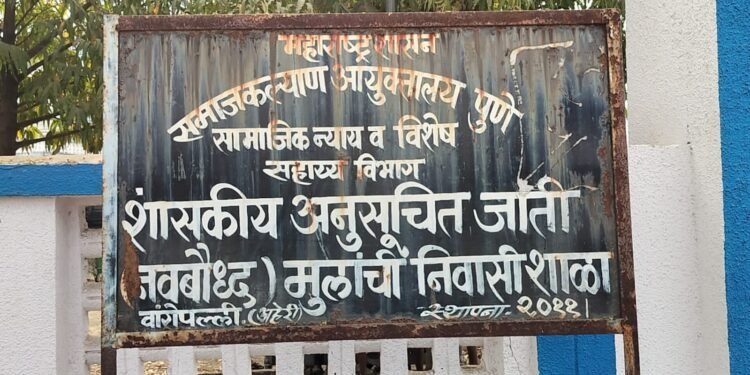 महाराष्ट्र शासन
समाजकल्याण आयुक्तालय पुणे
सामाजिक न्याय व विशेष
सहाय्य विभाग
शासकीय अनुसूचित जाती
(नवबौध्द) मुलांची निवासी शाळा
वांगेपल्ली. (अहेरी) स्थापना- २०११